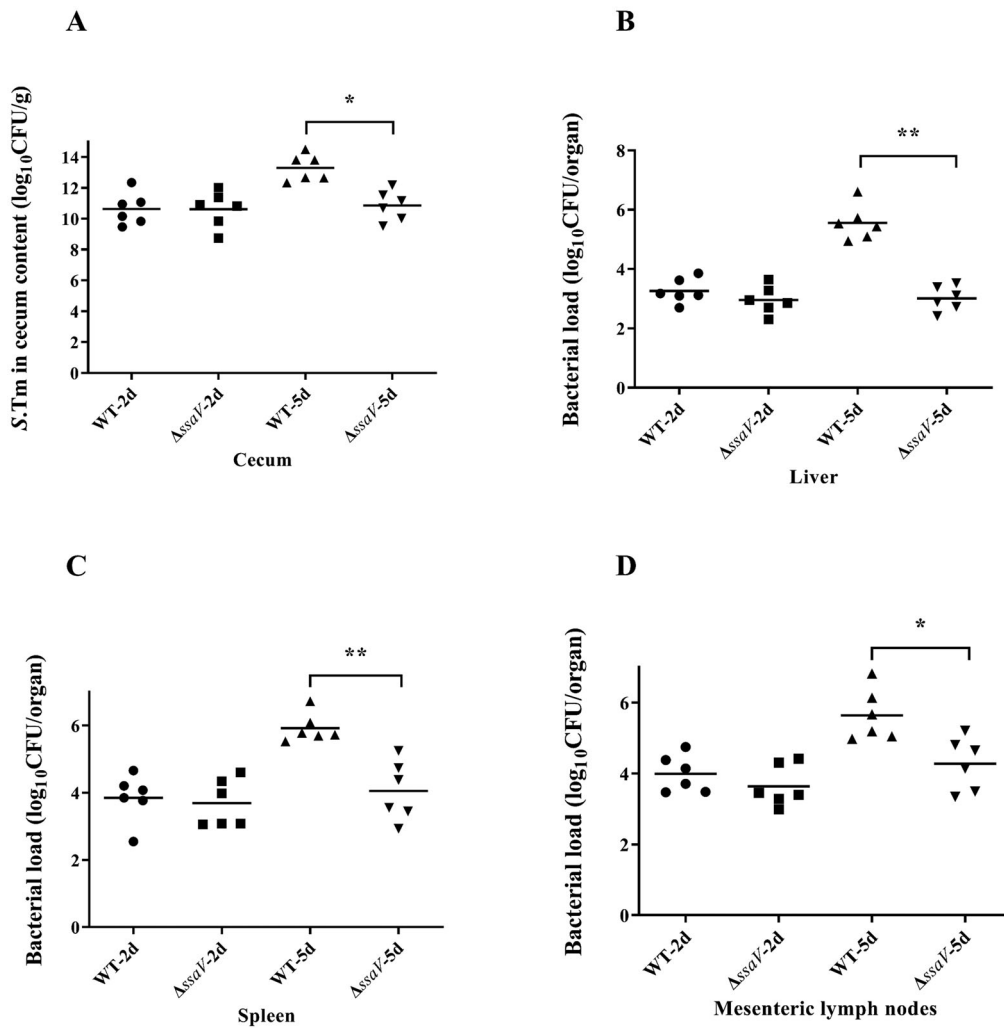 A
S.Tm in cecum content (log10CFU/g)
*
14
12
10
8
6
4
2
0
WT-2d
ΔssaV-2d
WT-5d
ΔssaV-5d
Cecum
B
Bacterial load (log10CFU/organ)
**
8
6
4
2
0
WT-2d
ΔssaV-2d
WT-5d
ΔssaV-5d
Liver
C
Bacterial load (log10CFU/organ)
**
6
4
2
0
WT-2d
ΔssaV-2d
WT-5d
ΔssaV-5d
Spleen
D
Bacterial load (log10CFU/organ)
*
6
4
2
0
WT-2d
ΔssaV-2d
WT-5d
ΔssaV-5d
Mesenteric lymph nodes